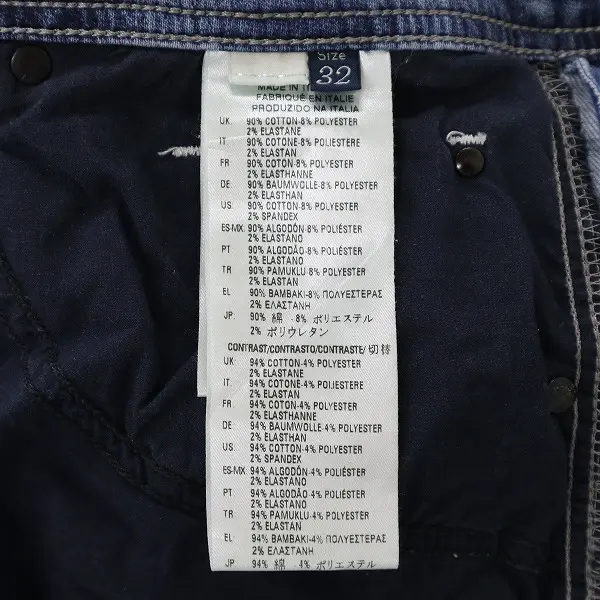 Size
32
MADE IN ITALIE
FABRIQUÉ EN ITALIE
PRODUZIDO NA ITALIA
UK: 90% COTTON-8% POLYESTER
2% ELASTANE
IT: 90% COTONE-8% POLIESTERE
2% ELASTAN
FR: 90% COTON-8% POLYESTER
2% ELASTHANNE
DE: 90% BAUMWOLLE-8% POLYESTER
US: 90% COTTON-8% POLYESTER
2% SPANDEX
ES-MX: 90% ALGODÓN-8% POLIÉSTER
2% ELASTANO
PT 90% ALGODÃO-8% POLIÉSTER
2% ELASTANO
TR 90% PAMUKLU-8% POLYESTER
2% ELASTAN
EL 90% BAMBAKI-8% ΠΟΛΥΕΣΤΕΡΑΣ
2% ΕΛΑΣΤΑΝΗ
JP: 90% 綿 -8% ポリエステル
2% ポリウレタン
CONTRAST/CONTRASTO/CONTRASTE/切替
UK: 94% COTTON-4% POLYESTER
2% ELASTANE
IT: 94% COTONE-4% POLIESTERE
2% ELASTAN
FR: 94% COTON-4% POLYESTER
2% ELASTHANNE
DE: 94% BAUMWOLLE-4% POLYESTER
2% ELASTHAN
US: 94% COTTON-4% POLYESTER
2% SPANDEX
ES-MX: 94% ALGODÓN-4% POLIÉSTER
2% ELASTANO
PT 94% ALGODÃO-4% POLIÉSTER
2% ELASTANO
TR 94% PAMUKLU-4% POLYESTER
2% ELASTAN
EL 94% BAMBAKI-4% ΠΟΛΥΕΣΤΕΡΑΣ
2% ΕΛΑΣΤΑΝΗ
JP 94% 綿 4% ポリエステル